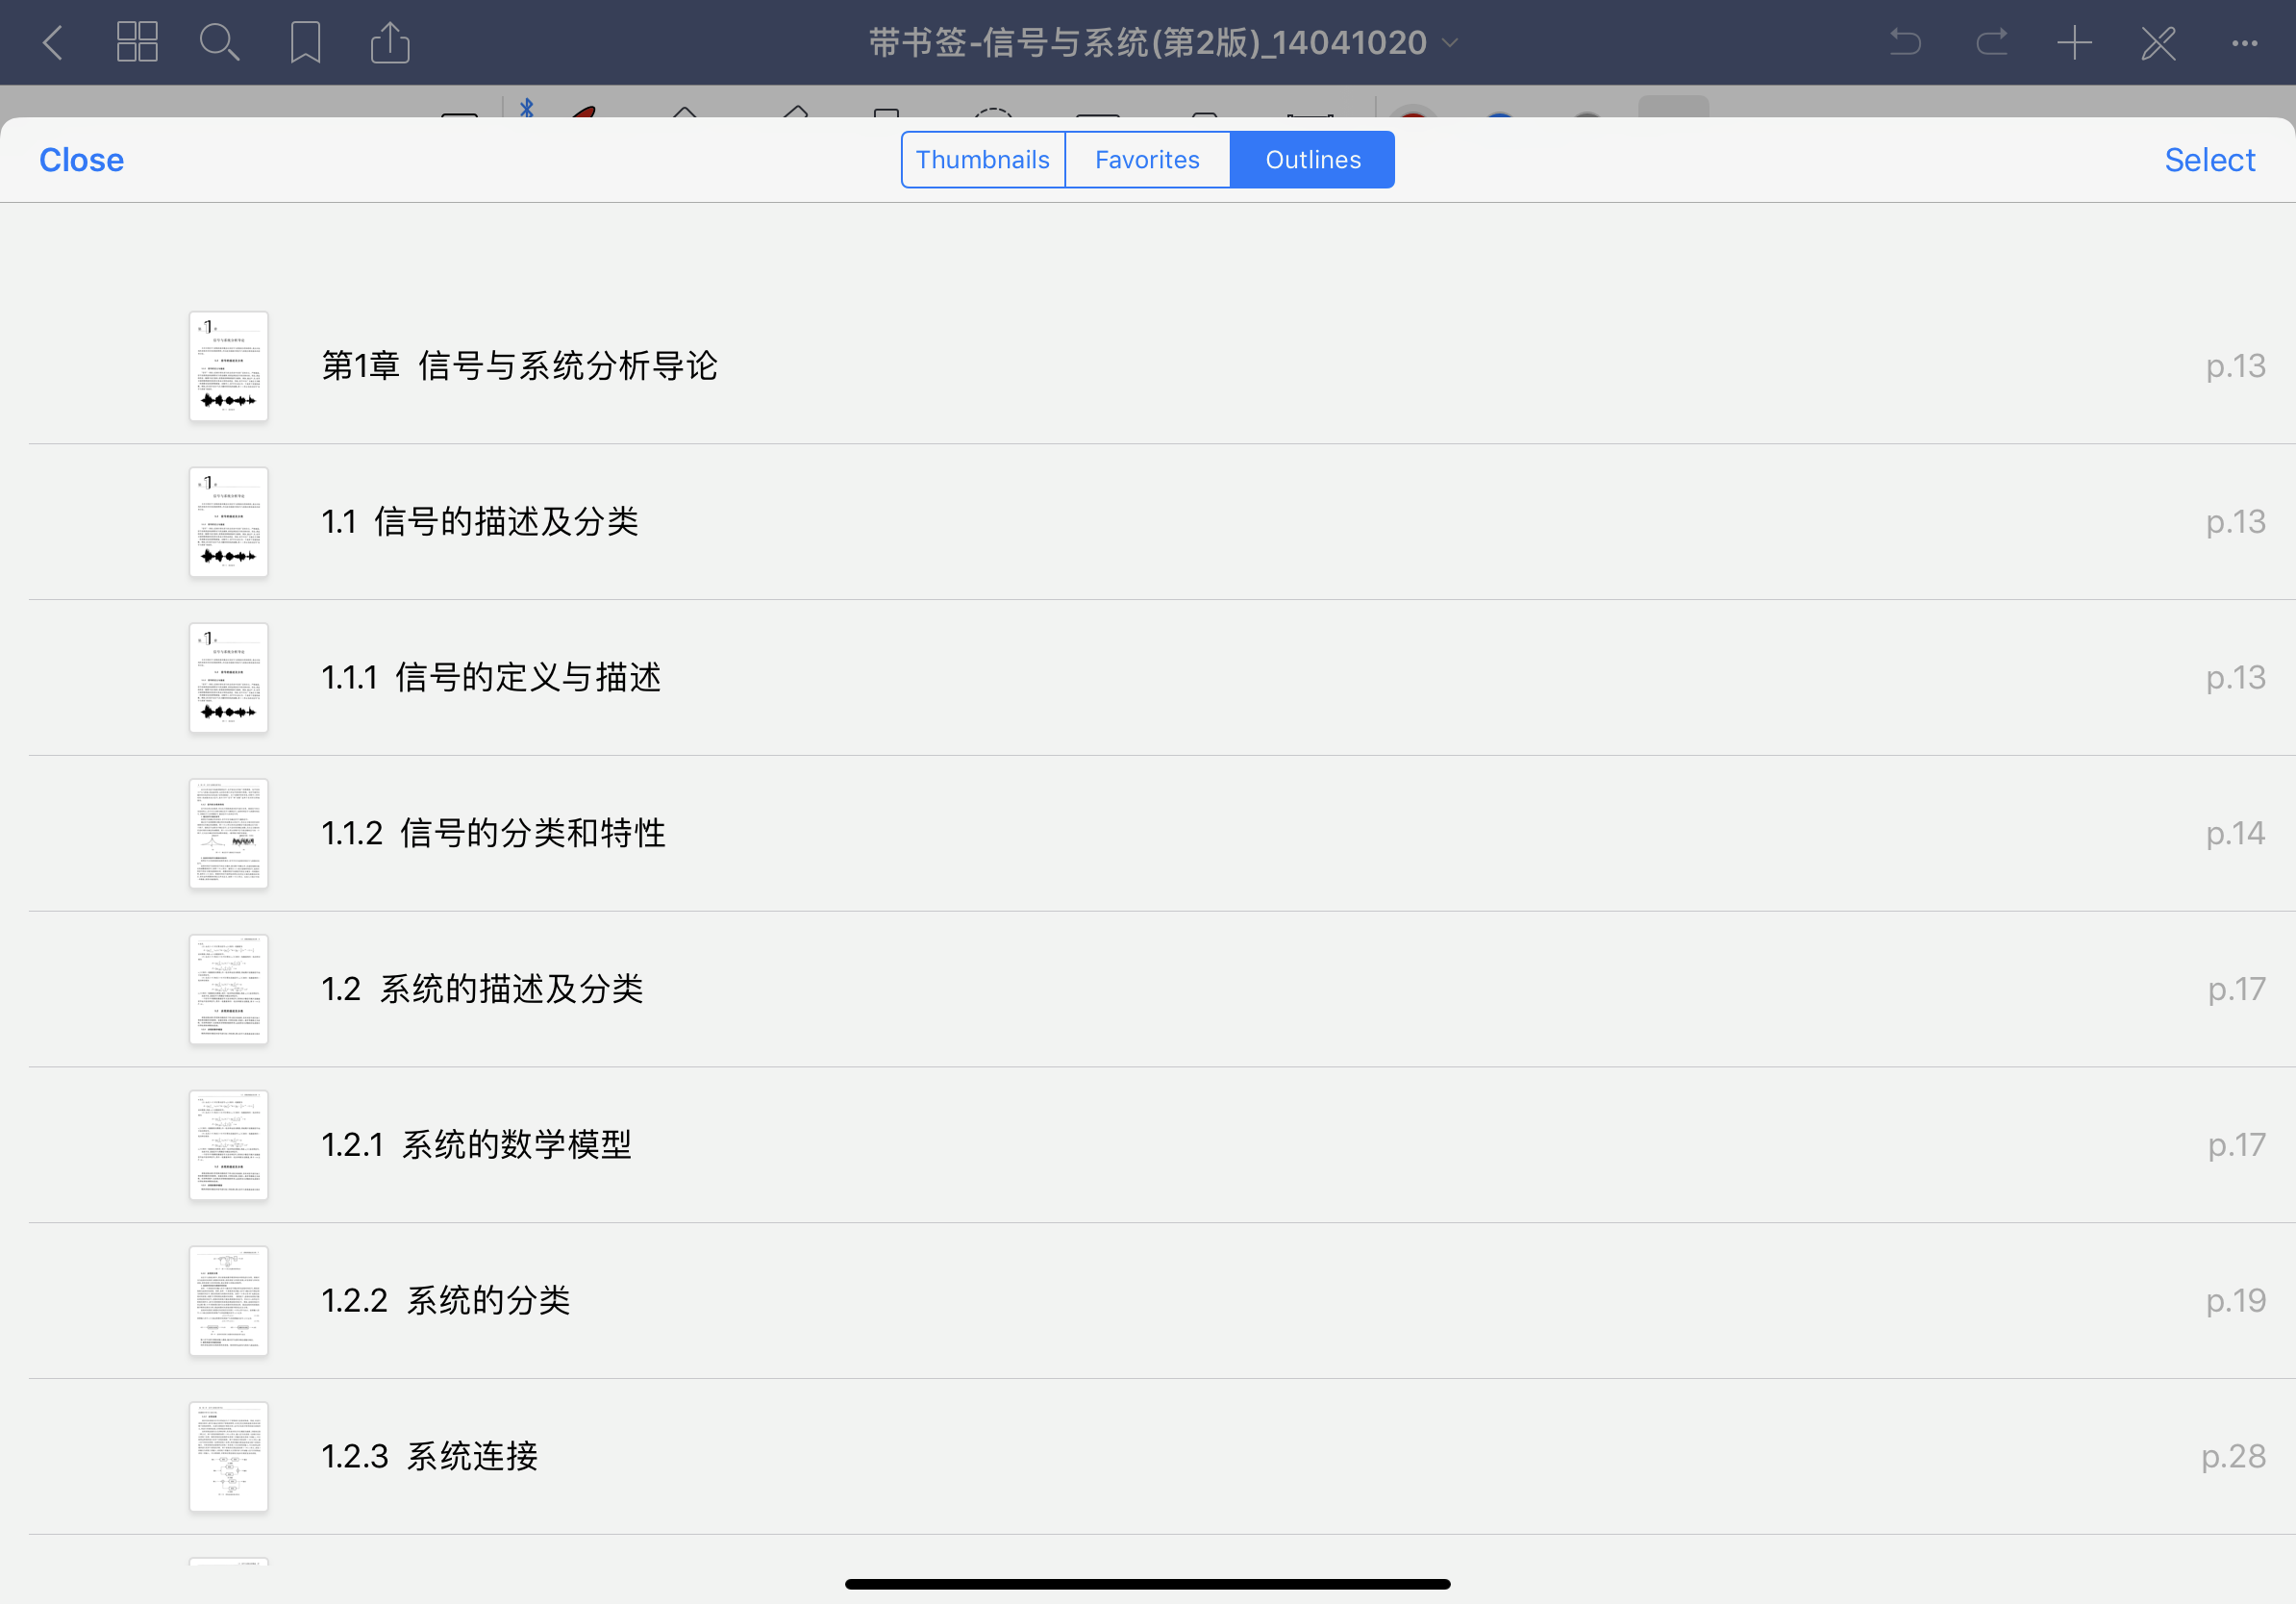 带书签-信号与系统(第2版)_14041020
Close
Thumbnails
Favorites
Outlines
Select
第1章 信号与系统分析导论
p.13
1.1 信号的描述及分类
p.13
1.1.1 信号的定义与描述
p.13
1.1.2 信号的分类和特性
p.14
1.2 系统的描述及分类
p.17
1.2.1 系统的数学模型
p.17
1.2.2 系统的分类
p.19
1.2.3 系统连接
p.28